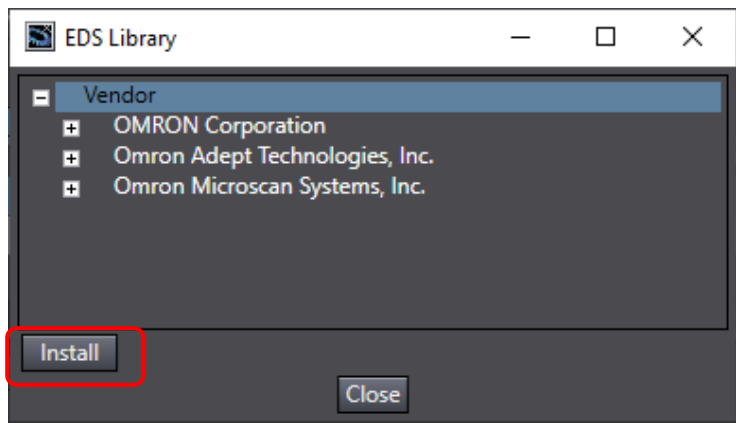 EDS Library
Vendor
OMRON Corporation
Omron Adept Technologies, Inc.
Omron Microscan Systems, Inc.
Install
Close